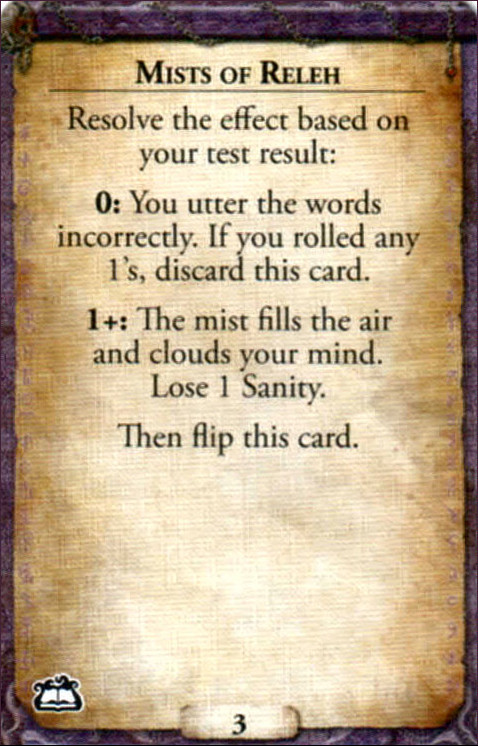 Mists of Releh
Resolve the effect based on
your test result:
0: You utter the words
incorrectly. If you rolled any
1's, discard this card.
1+: The mist fills the air
and clouds your mind.
Lose 1 Sanity.
Then flip this card.
3